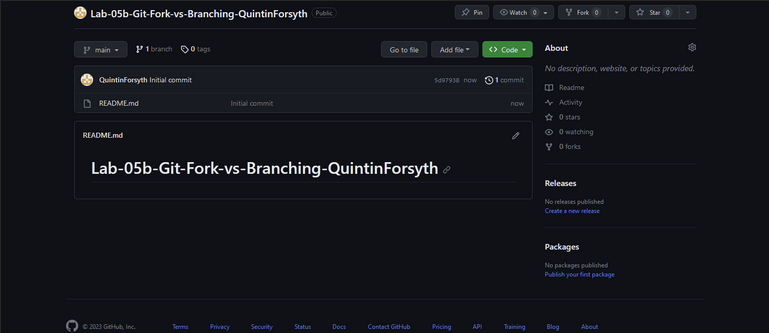 Lab-05b-Git-Fork-vs-Branching-QuintinForsyth Public
Pin Watch 0 Fork 0 Star 0
main 1 branch 0 tags Go to file Add file Code
QuintinForsyth Initial commit 5d97938 now 1 commit
README.md Initial commit now
README.md
Lab-05b-Git-Fork-vs-Branching-QuintinForsyth
About
No description, website, or topics provided.
Readme
Activity
0 stars
0 watching
0 forks
Releases
No releases published
Create a new release
Packages
No packages published
Publish your first package
© 2023 GitHub, Inc. Terms Privacy Security Status Docs Contact GitHub Pricing API Training Blog About